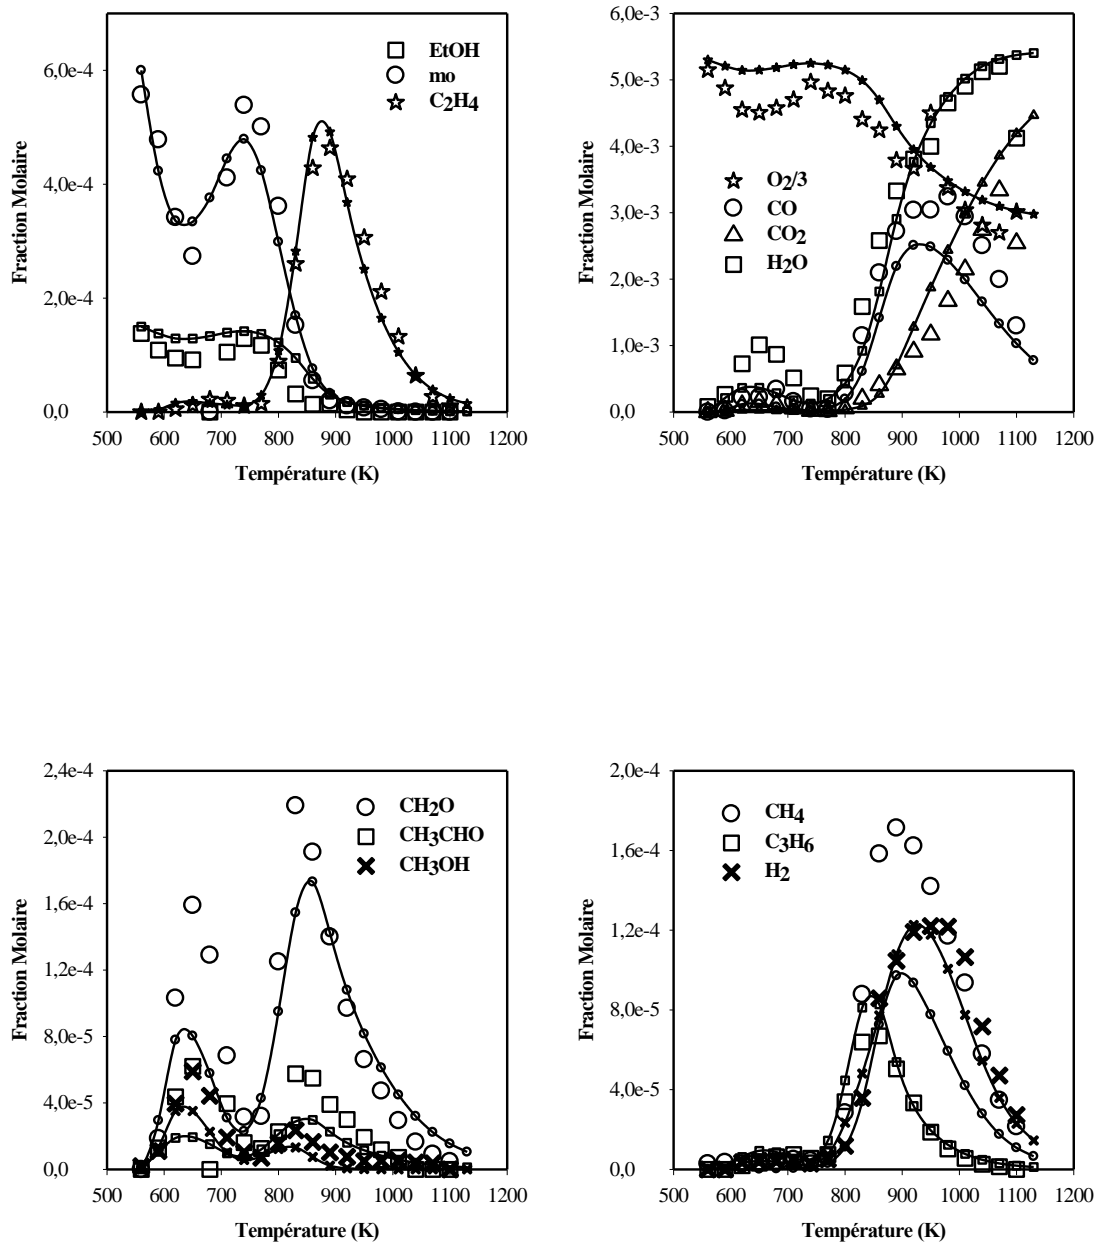 6,0e-4
4,0e-4
2,0e-4
0,0
500 600 700 800 900 1000 1100 1200
Fraction Molaire
Température (K)
EtOH
mo
C2H4
6,0e-3
5,0e-3
4,0e-3
3,0e-3
2,0e-3
1,0e-3
0,0
500 600 700 800 900 1000 1100 1200
Fraction Molaire
Température (K)
O2/3
CO
CO2
H2O
2,4e-4
2,0e-4
1,6e-4
1,2e-4
8,0e-5
4,0e-5
0,0
500 600 700 800 900 1000 1100 1200
Fraction Molaire
Température (K)
CH2O
CH3CHO
CH3OH
2,0e-4
1,6e-4
1,2e-4
8,0e-5
4,0e-5
0,0
500 600 700 800 900 1000 1100 1200
Fraction Molaire
Température (K)
CH4
C3H6
H2